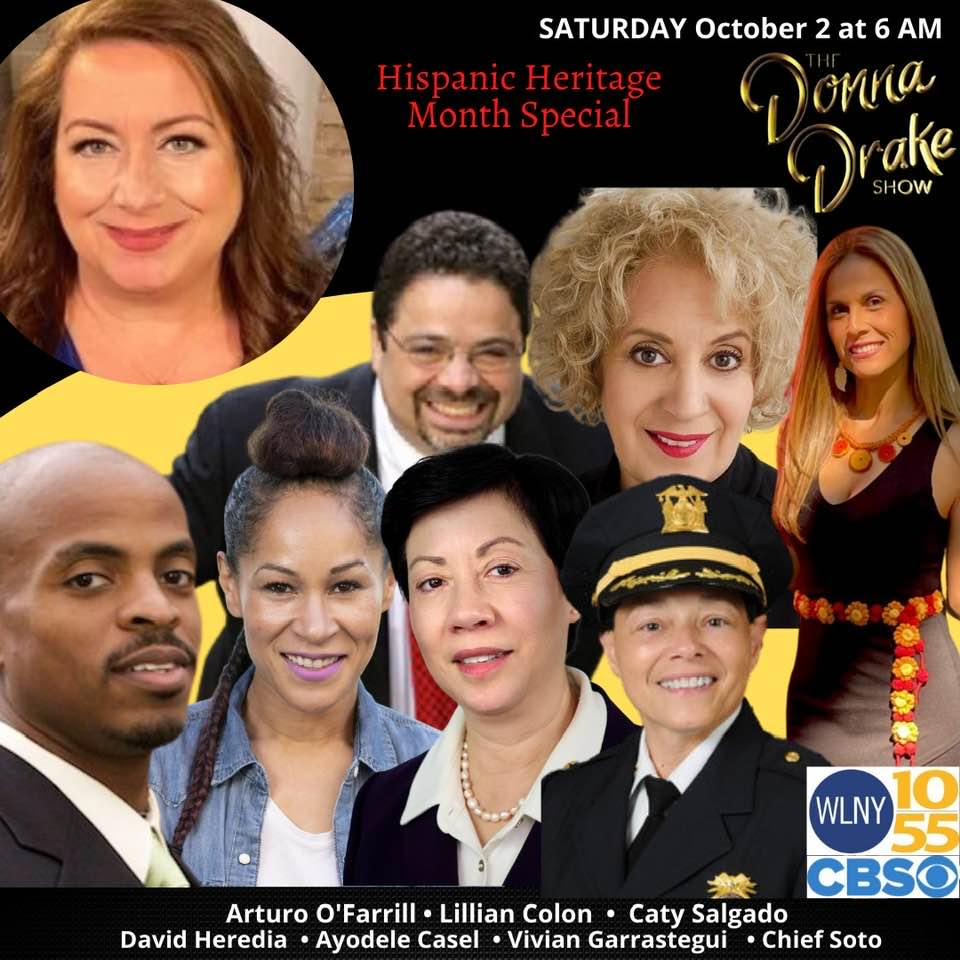 SATURDAY October 2 at 6 AM
Hispanic Heritage
Month Special
THE
Donna
Drake
SHOW
WLNY
10
55
CBS
Arturo O'Farrill • Lillian Colon • Caty Salgado
David Heredia • Ayodele Casel • Vivian Garrastegui • Chief Soto